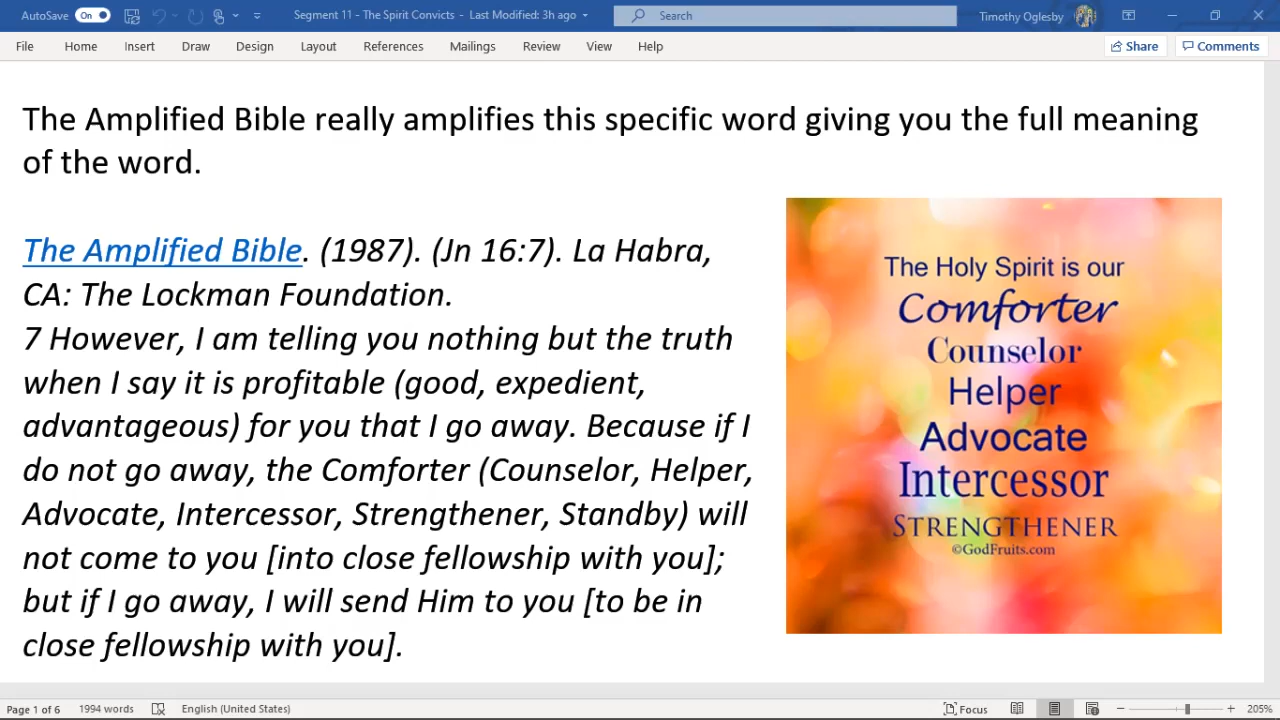 AutoSave On Segment 11 - The Spirit Convicts - Last Modified: 3h ago Search Timothy Oglesby
File Home Insert Draw Design Layout References Mailings Review View Help Share Comments
The Amplified Bible really amplifies this specific word giving you the full meaning
of the word.
The Amplified Bible. (1987). (Jn 16:7). La Habra,
CA: The Lockman Foundation.
7 However, I am telling you nothing but the truth
when I say it is profitable (good, expedient,
advantageous) for you that I go away. Because if I
do not go away, the Comforter (Counselor, Helper,
Advocate, Intercessor, Strengthener, Standby) will
not come to you [into close fellowship with you];
but if I go away, I will send Him to you [to be in
close fellowship with you].
The Holy Spirit is our
Comforter
Counselor
Helper
Advocate
Intercessor
STRENGTHENER
©GodFruits.com
Page 1 of 6 1994 words English (United States) Focus 205%